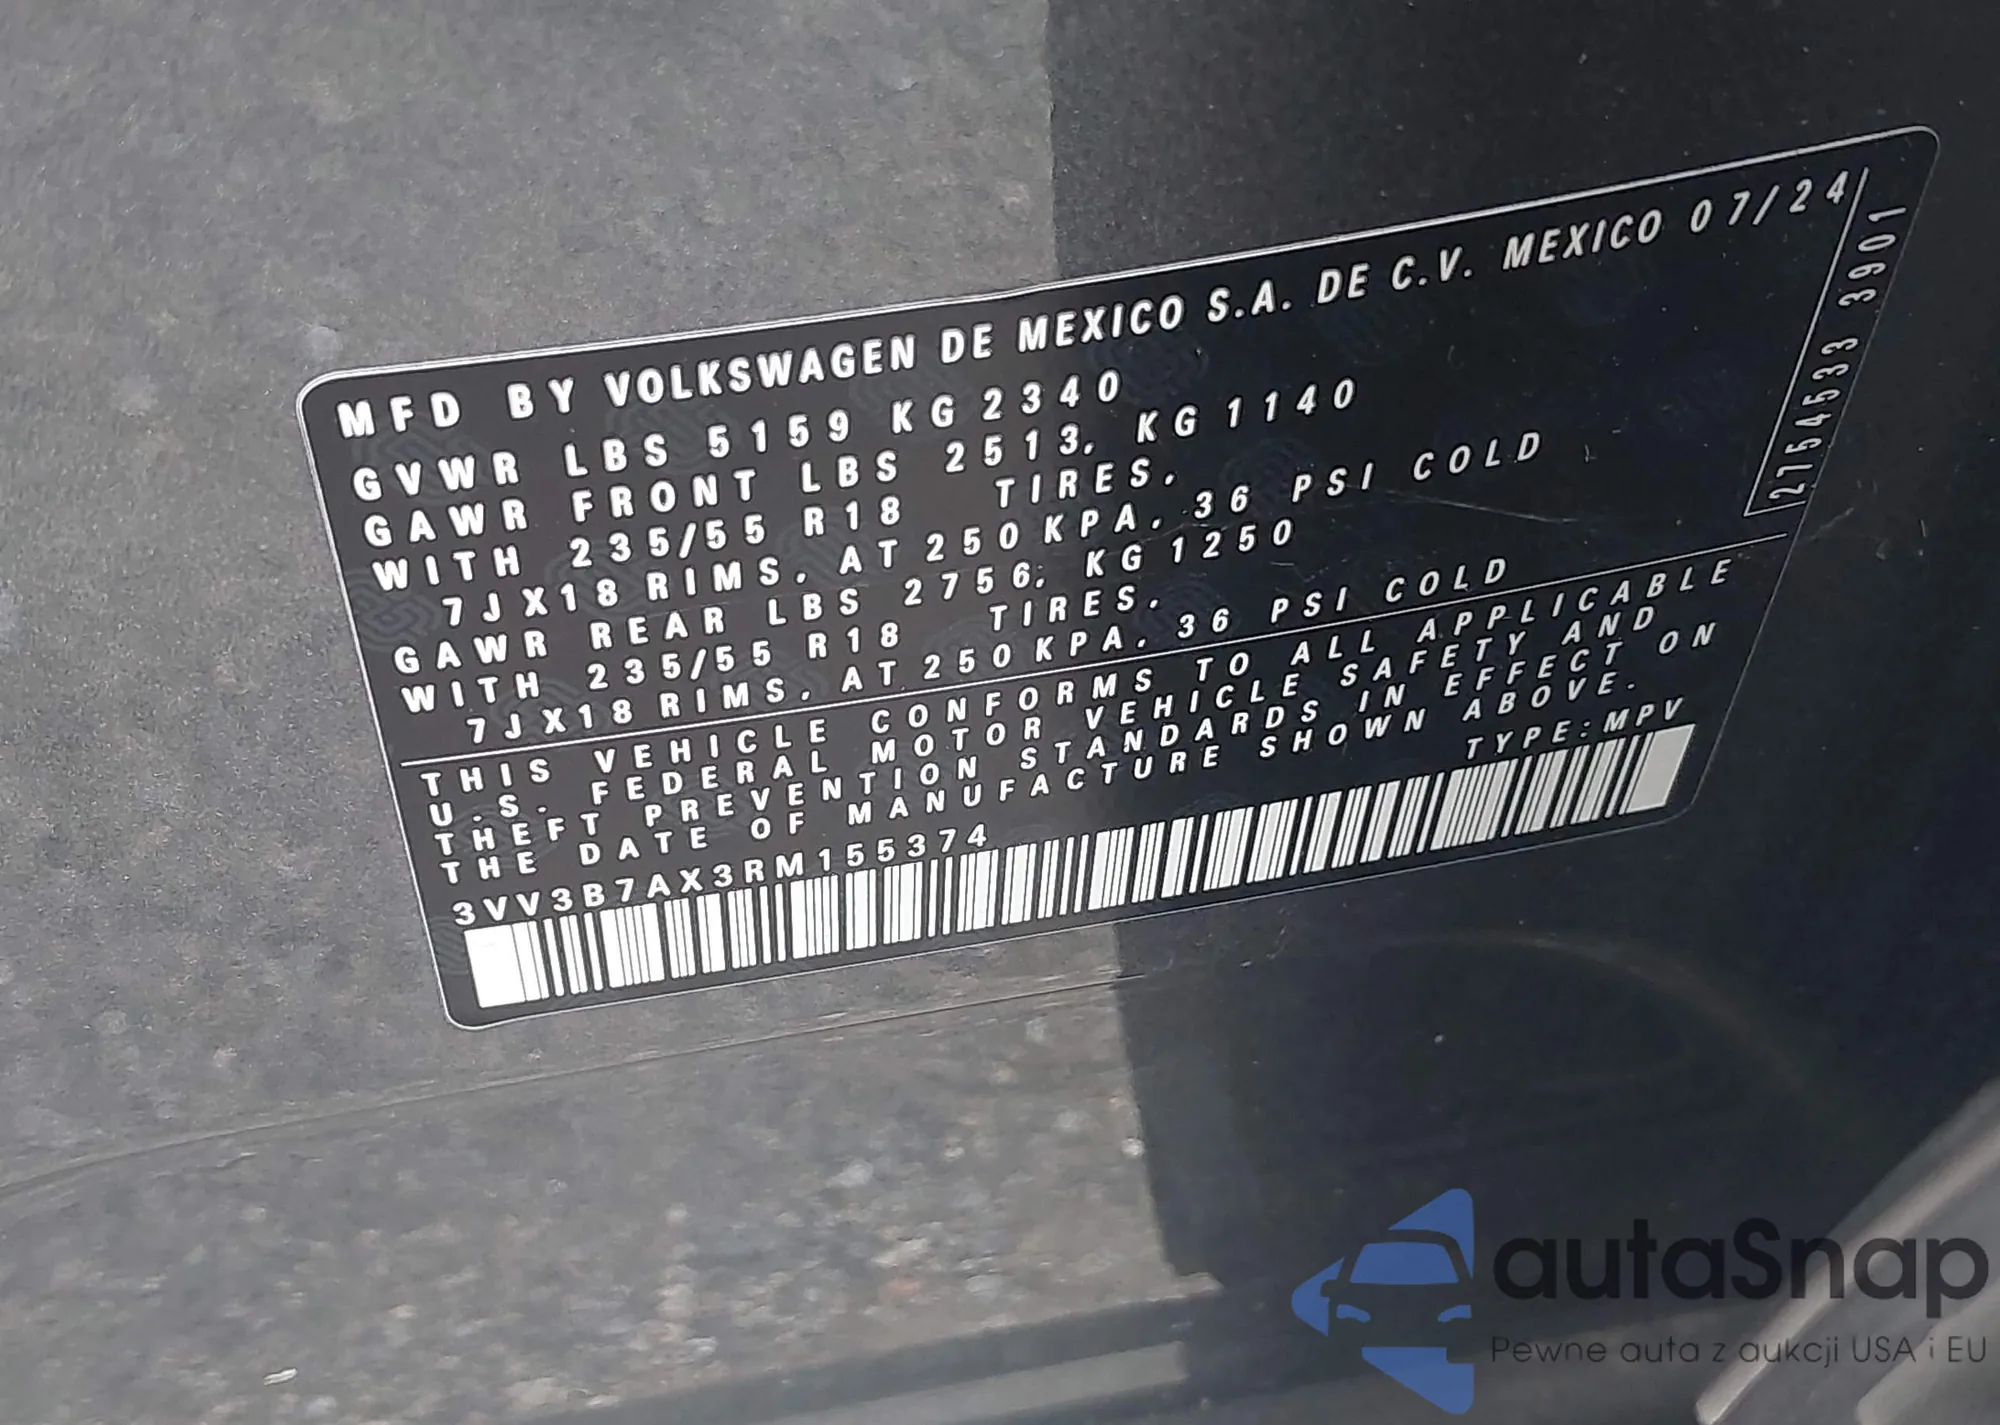 MFD BY VOLKSWAGEN DE MEXICO S.A. DE C.V. MEXICO 07/24
GVWR LBS 5159 KG 2340
GAWR FRONT LBS 2513, KG 1140
WITH 235/55 R18 TIRES.
7JX18 RIMS, AT 250 KPA, 36 PSI COLD
GAWR REAR LBS 2756, KG 1250
WITH 235/55 R18 TIRES.
7JX18 RIMS, AT 250 KPA, 36 PSI COLD
THIS VEHICLE CONFORMS TO ALL APPLICABLE
U.S. FEDERAL MOTOR VEHICLE SAFETY AND
THEFT PREVENTION STANDARDS IN EFFECT ON
THE DATE OF MANUFACTURE SHOWN ABOVE.
3VV3B7AX3RM155374 TYPE:MPV
2754533 3901
autaSnap
Pewne auta z aukcji USA i EU